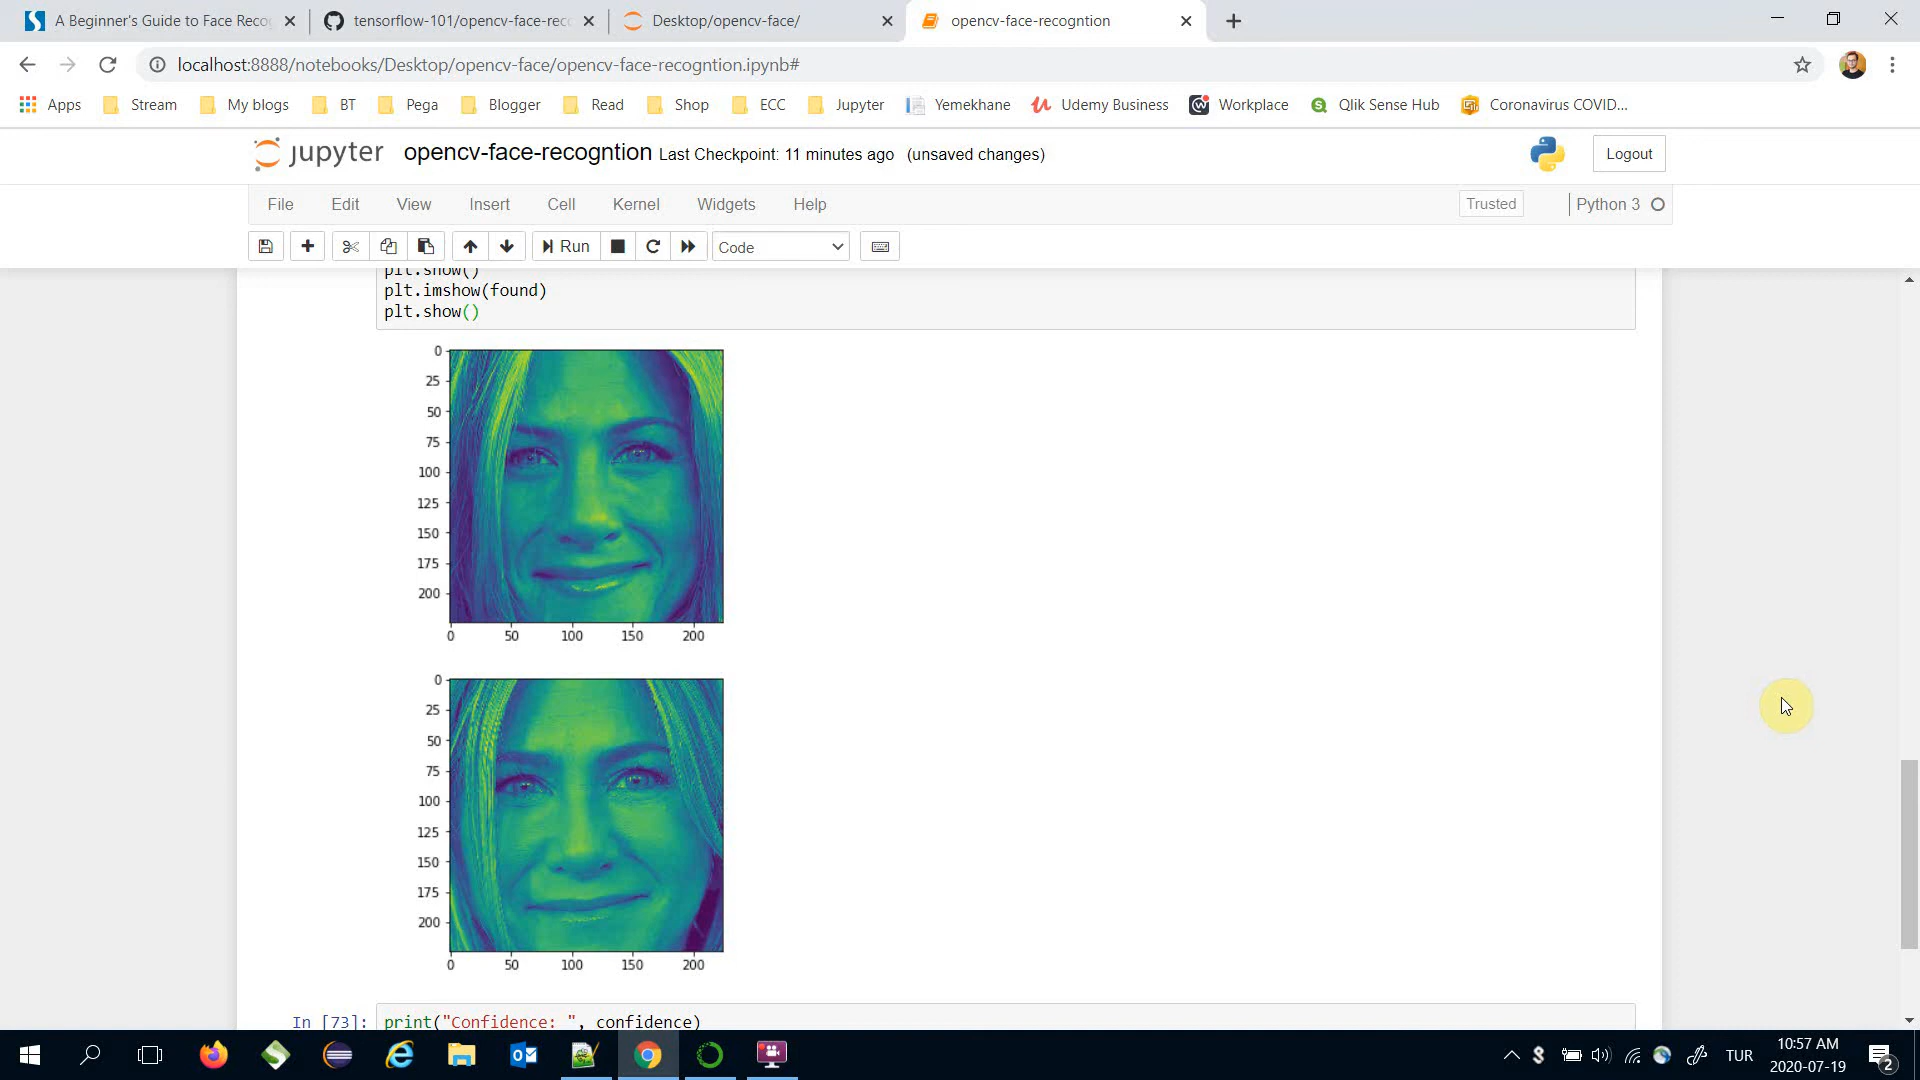 A Beginner's Guide to Face Reco
tensorflow-101/opencv-face-rec
Desktop/opencv-face/
opencv-face-recogntion
localhost:8888/notebooks/Desktop/opencv-face/opencv-face-recogntion.ipynb#
Apps Stream My blogs BT Pega Blogger Read Shop ECC Jupyter Yemekhane Udemy Business Workplace Qlik Sense Hub Coronavirus COVID...
jupyter opencv-face-recogntion Last Checkpoint: 11 minutes ago (unsaved changes) Logout
File Edit View Insert Cell Kernel Widgets Help Trusted Python 3
Run Code
plt.show()
plt.imshow(found)
plt.show()
0
25
50
75
100
125
150
175
200
0 50 100 150 200
0
25
50
75
100
125
150
175
200
0 50 100 150 200
In [73]: print("Confidence: ", confidence)
TUR 10:57 AM
2020-07-19
2